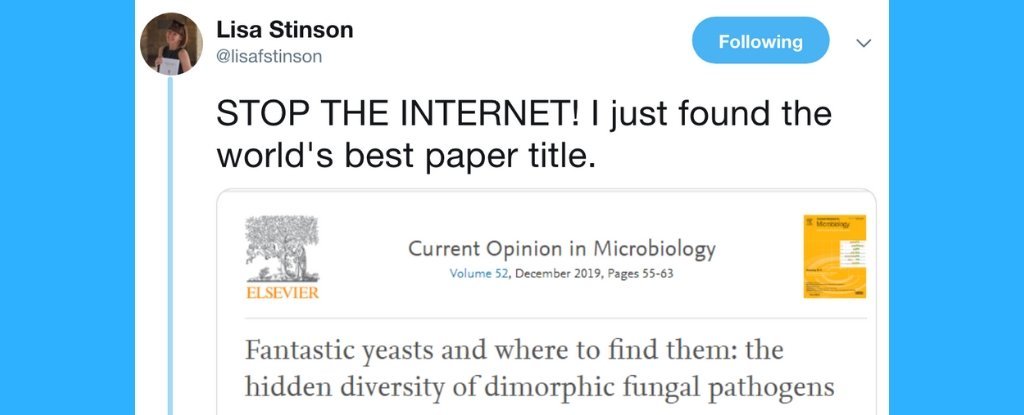 Lisa Stinson
@lisafstinson
Following
STOP THE INTERNET! I just found the
world's best paper title.
ELSEVIER
Current Opinion in Microbiology
Volume 52, December 2019, Pages 55-63
Microbiology
Fantastic yeasts and where to find them: the
hidden diversity of dimorphic fungal pathogens